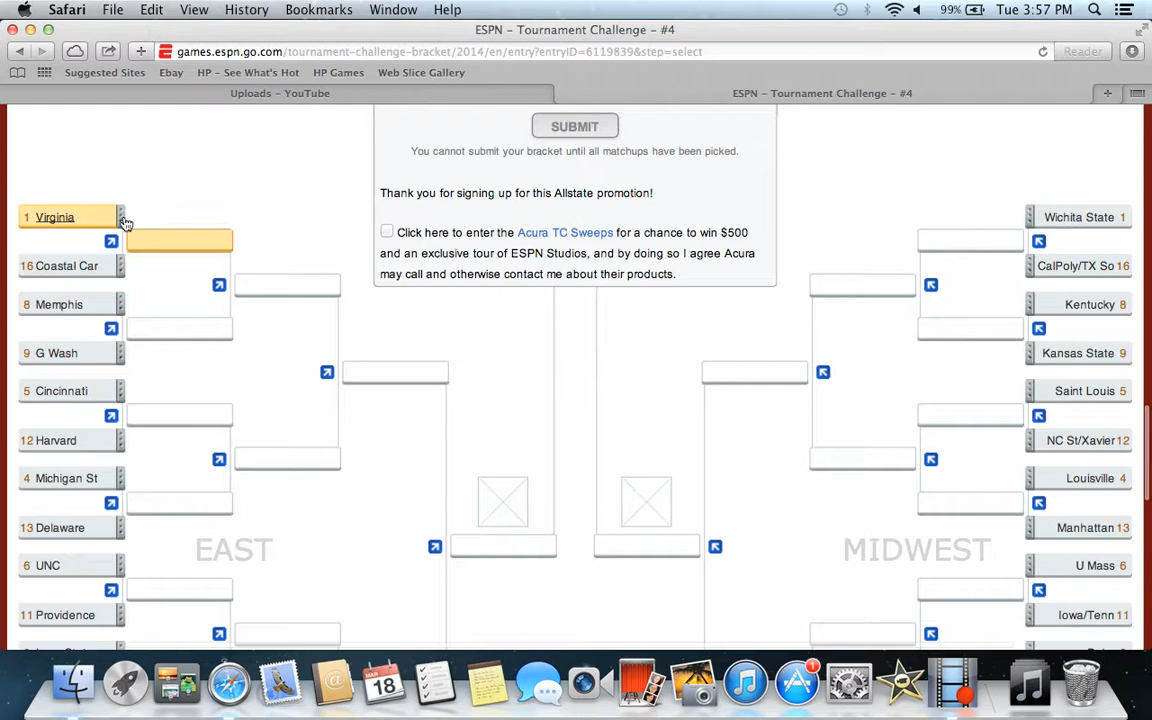 Safari File Edit View History Bookmarks Window Help 99% Tue 3:57 PM
ESPN - Tournament Challenge - #4
games.espn.go.com/tournament-challenge-bracket/2014/en/entry?entryID=6119839&step=select Reader
Suggested Sites Ebay HP - See What's Hot HP Games Web Slice Gallery
Uploads - YouTube ESPN - Tournament Challenge - #4
SUBMIT
You cannot submit your bracket until all matchups have been picked.
Thank you for signing up for this Allstate promotion!
Click here to enter the Acura TC Sweeps for a chance to win $500
and an exclusive tour of ESPN Studios, and by doing so I agree Acura
may call and otherwise contact me about their products.
1 Virginia
16 Coastal Car
8 Memphis
9 G Wash
5 Cincinnati
12 Harvard
4 Michigan St
13 Delaware
EAST
6 UNC
11 Providence
Wichita State 1
CalPoly/TX So 16
Kentucky 8
Kansas State 9
Saint Louis 5
NC St/Xavier 12
Louisville 4
Manhattan 13
MIDWEST
U Mass 6
Iowa/Tenn 11
MAR
18
1